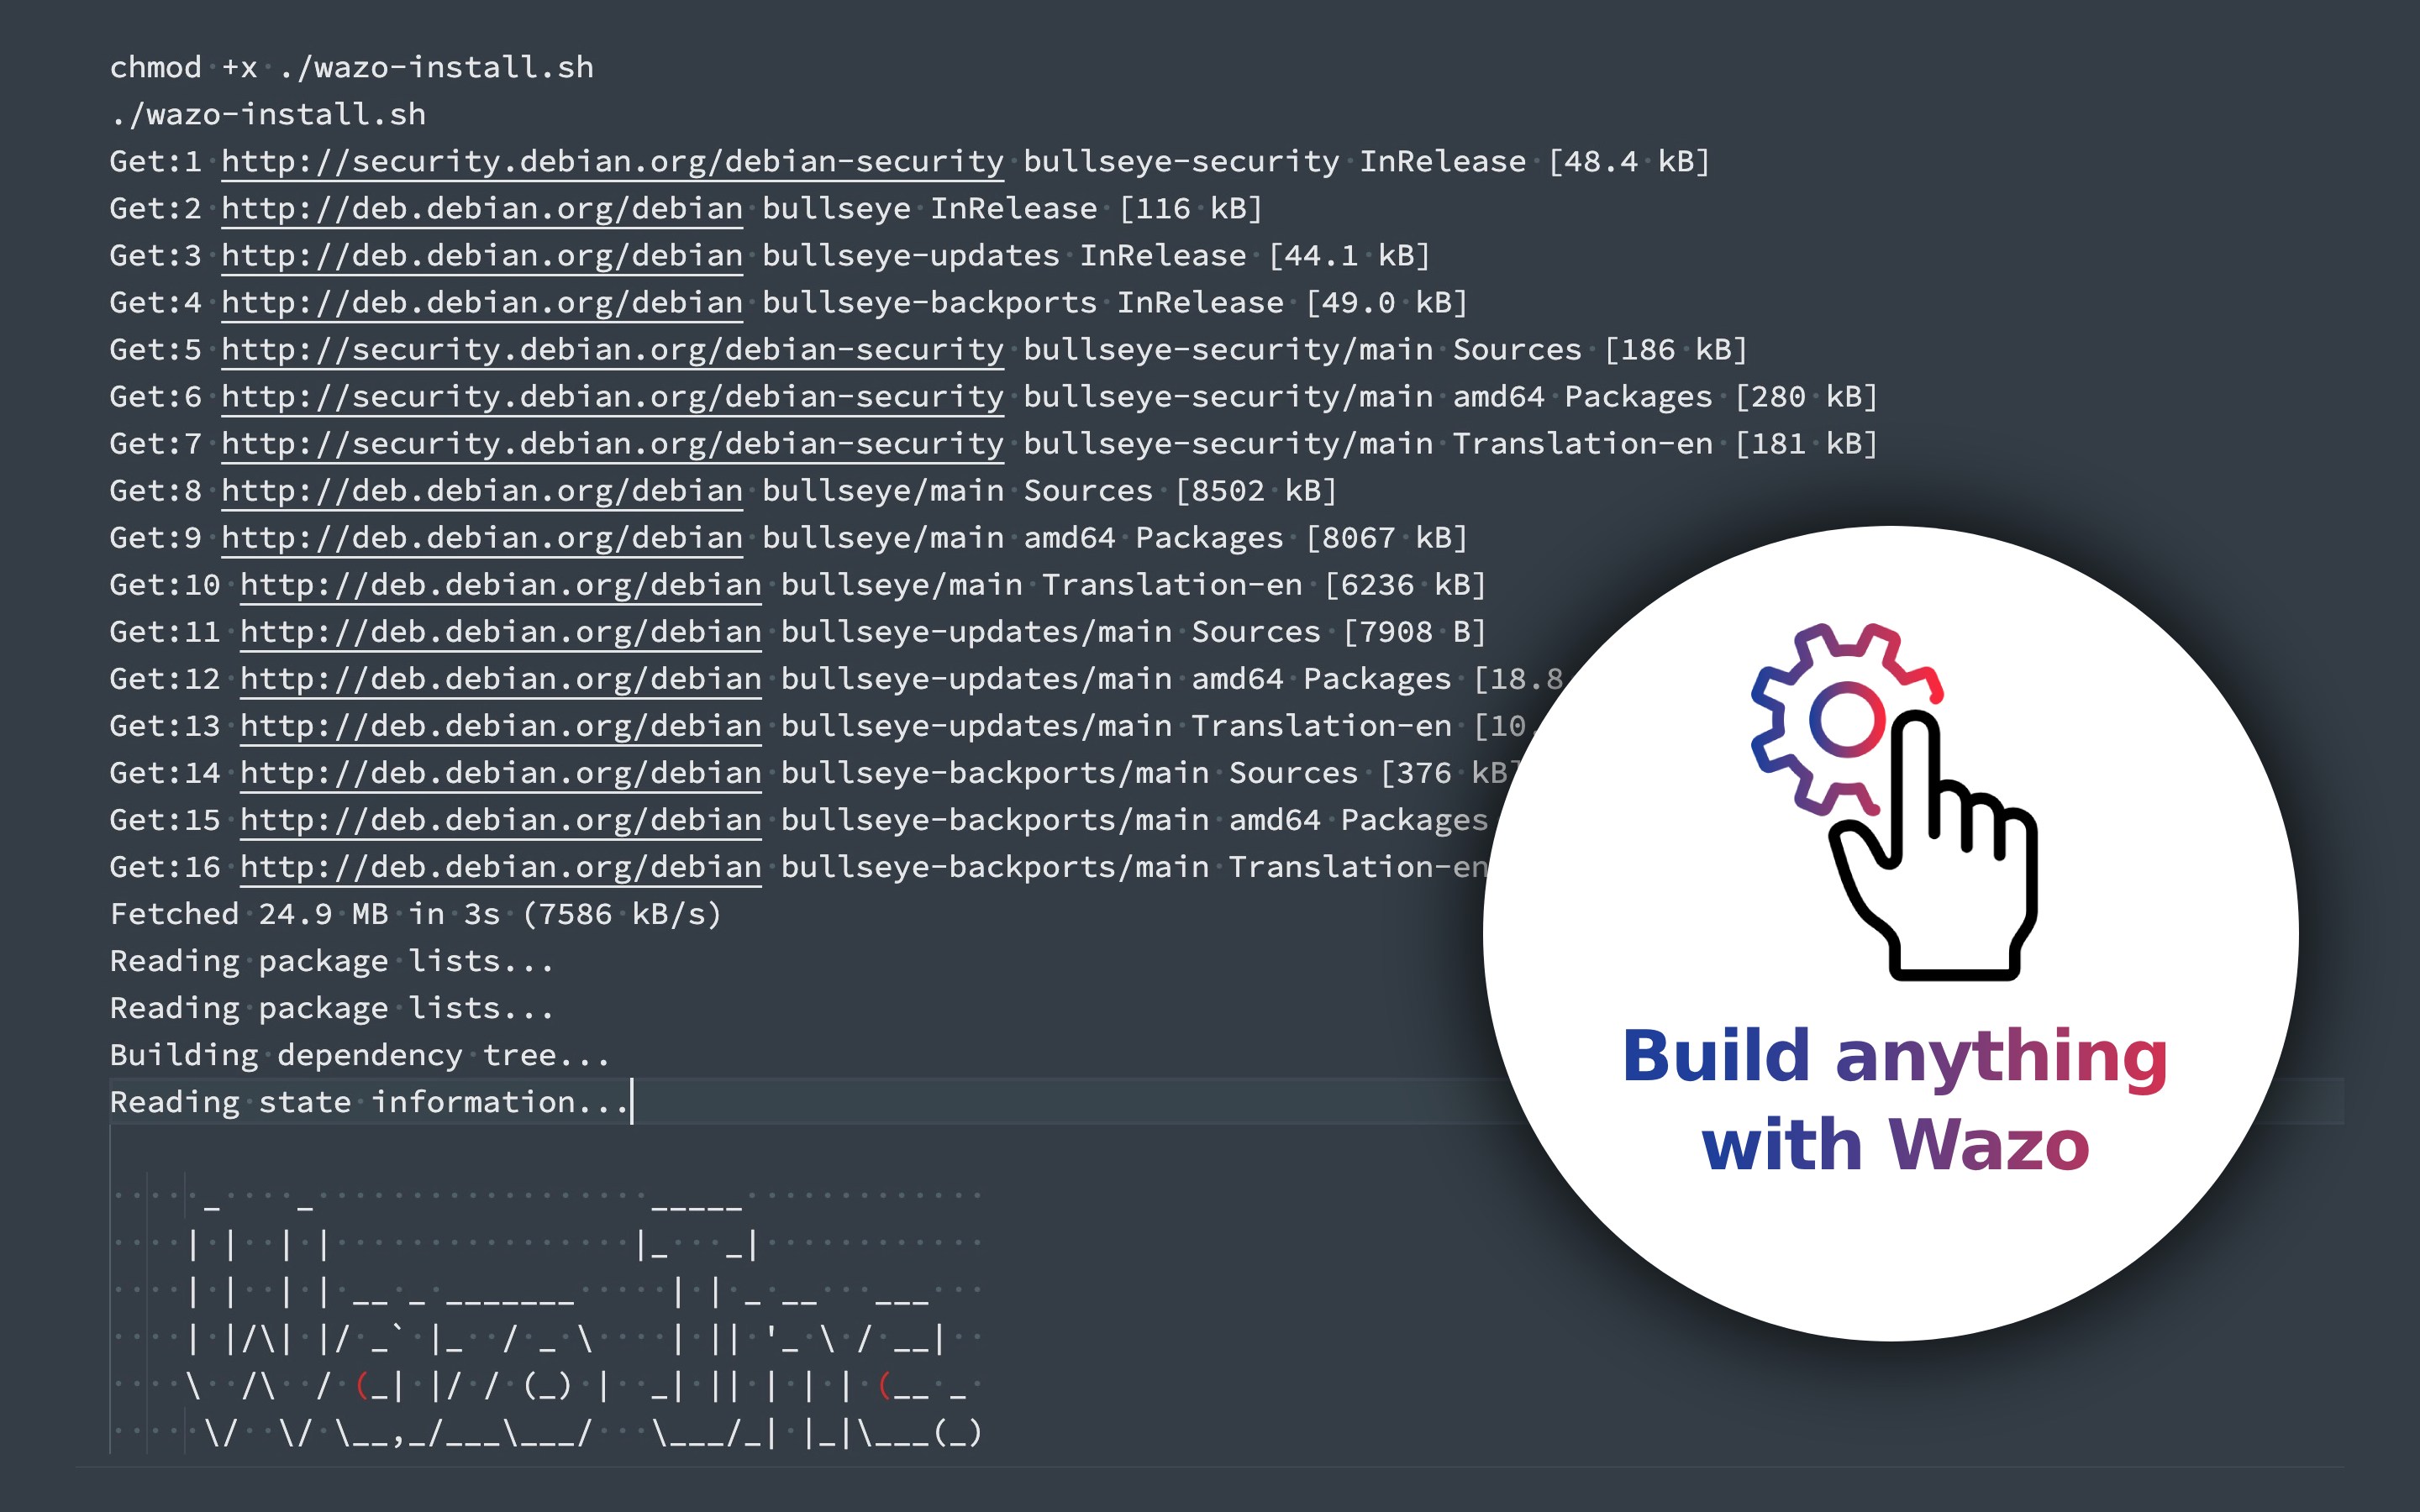 chmod +x ./wazo-install.sh
./wazo-install.sh
Get:1 http://security.debian.org/debian-security bullseye-security InRelease [48.4 kB]
Get:2 http://deb.debian.org/debian bullseye InRelease [116 kB]
Get:3 http://deb.debian.org/debian bullseye-updates InRelease [44.1 kB]
Get:4 http://deb.debian.org/debian bullseye-backports InRelease [49.0 kB]
Get:5 http://security.debian.org/debian-security bullseye-security/main Sources [186 kB]
Get:6 http://security.debian.org/debian-security bullseye-security/main amd64 Packages [280 kB]
Get:7 http://security.debian.org/debian-security bullseye-security/main Translation-en [181 kB]
Get:8 http://deb.debian.org/debian bullseye/main Sources [8502 kB]
Get:9 http://deb.debian.org/debian bullseye/main amd64 Packages [8067 kB]
Get:10 http://deb.debian.org/debian bullseye/main Translation-en [6236 kB]
Get:11 http://deb.debian.org/debian bullseye-updates/main Sources [7908 B]
Get:12 http://deb.debian.org/debian bullseye-updates/main amd64 Packages [18.8
Get:13 http://deb.debian.org/debian bullseye-updates/main Translation-en [10.
Get:14 http://deb.debian.org/debian bullseye-backports/main Sources [376 kB]
Get:15 http://deb.debian.org/debian bullseye-backports/main amd64 Packages
Get:16 http://deb.debian.org/debian bullseye-backports/main Translation-en
Fetched 24.9 MB in 3s (7586 kB/s)
Reading package lists...
Reading package lists...
Building dependency tree...
Reading state information...
Wazo Inc.
Build anything
with Wazo